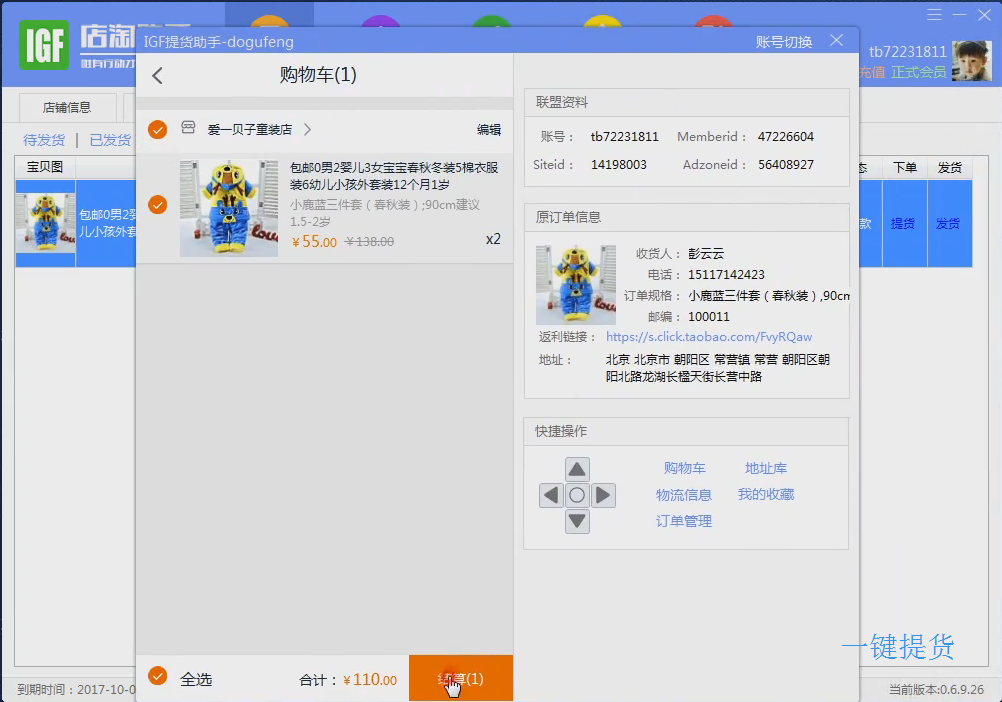 IGF
店淘
IGF提货助手-dogufeng
账号切换
tb72231811
充值 正式会员
店铺信息
待发货 | 已发货
宝贝图
下单 发货
包邮0男2婴
儿小孩外套
款 提货 发货
购物车(1)
爱一贝子童装店
编辑
包邮0男2婴儿3女宝宝春秋冬装5棉衣服
装6幼儿小孩外套装12个月1岁
小鹿蓝三件套（春秋装）;90cm建议
1.5-2岁
￥55.00 ￥138.00
x2
全选
合计：￥110.00
结算(1)
联盟资料
账号： tb72231811 Memberid： 47226604
Siteid： 14198003 Adzoneid： 56408927
原订单信息
收货人： 彭云云
电话： 15117142423
订单规格： 小鹿蓝三件套（春秋装）,90cm
邮编： 100011
返利链接： https://s.click.taobao.com/FvyRQaw
地址： 北京 北京市 朝阳区 常营镇 常营 朝阳区朝
阳北路龙湖长楹天街长营中路
快捷操作
购物车 地址库
物流信息 我的收藏
订单管理
一键提货
到期时间：2017-10-0
当前版本:0.6.9.26